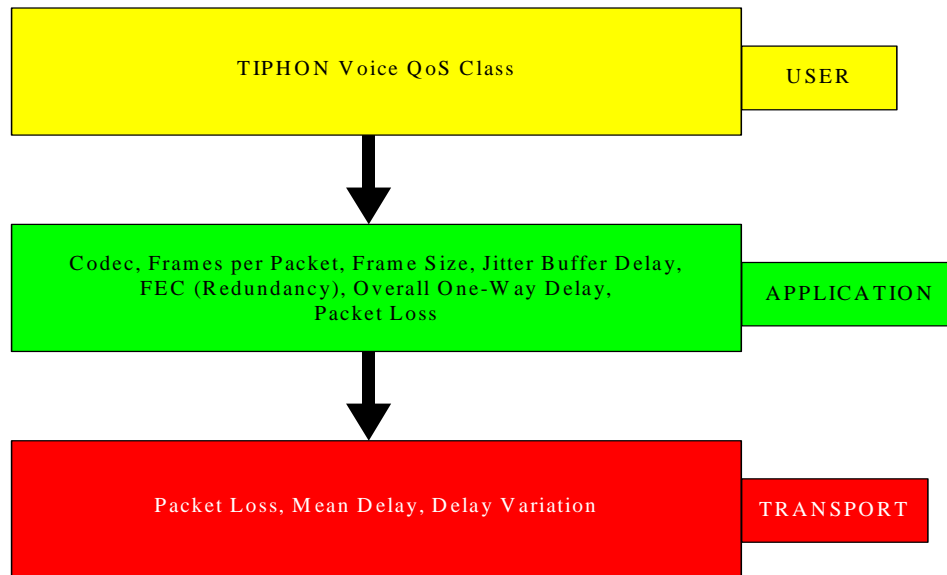 TIPHON Voice QoS Class
USER
Codec, Frames per Packet, Frame Size, Jitter Buffer Delay,
FEC (Redundancy), Overall One-Way Delay,
Packet Loss
APPLICATION
Packet Loss, Mean Delay, Delay Variation
TRANSPORT